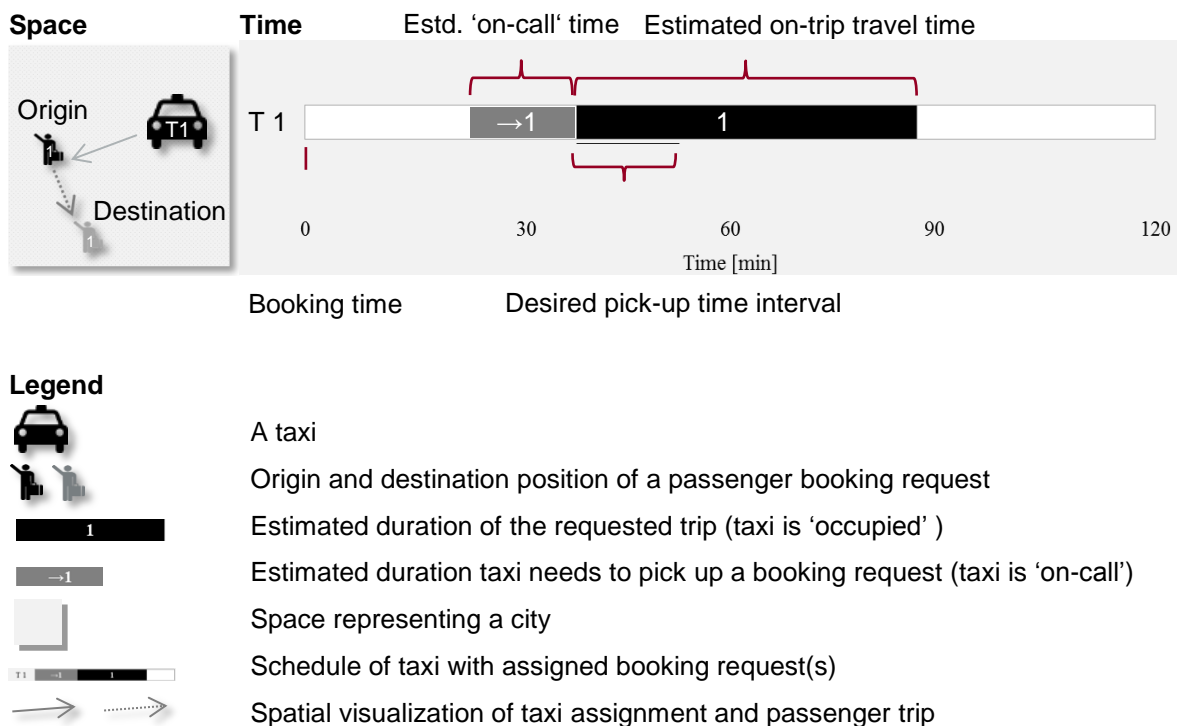 Space
Time
Estd. ‘on-call‘ time
Estimated on-trip travel time
Origin
T1
1
Destination
1
T 1
→1
1
0
30
60
90
120
Time [min]
Booking time
Desired pick-up time interval
Legend
A taxi
Origin and destination position of a passenger booking request
1
Estimated duration of the requested trip (taxi is ‘occupied’ )
→1
Estimated duration taxi needs to pick up a booking request (taxi is ‘on-call’)
Space representing a city
T 1 →1 1
Schedule of taxi with assigned booking request(s)
Spatial visualization of taxi assignment and passenger trip